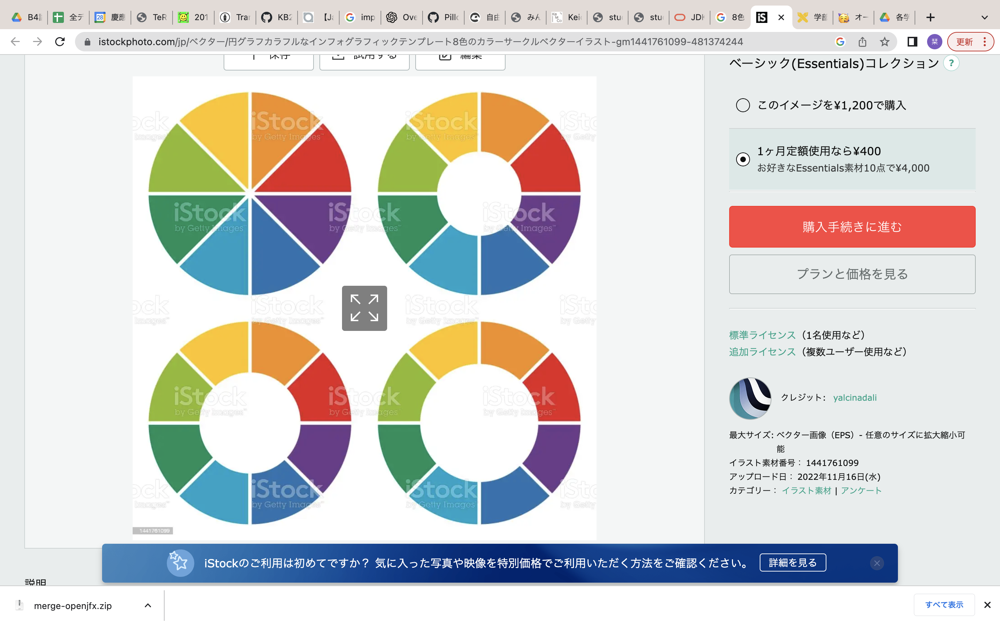 全デ
TeR
201
KB2
imp
Ove
自由
みん
JDK
8色
学部
オー
各学
istockphoto.com/jp/ベクター/円グラフカラフルなインフォグラフィックテンプレート8色のカラーサークルベクターイラスト-gm1441761099-481374244
栞
更新
保存
試用する
編集
ベーシック(Essentials)コレクション ?
このイメージを¥1,200で購入
1ヶ月定額使用なら¥400
お好きなEssentials素材10点で¥4,000
購入手続きに進む
プランと価格を見る
標準ライセンス（1名使用など）
追加ライセンス（複数ユーザー使用など）
クレジット： yalcinadali
最大サイズ: ベクター画像（EPS）- 任意のサイズに拡大縮小可
能
イラスト素材番号： 1441761099
アップロード日： 2022年11月16日(水)
カテゴリー： イラスト素材 | アンケート
iStock
by Getty Images™
1441761099
iStockのご利用は初めてですか？ 気に入った写真や映像を特別価格でご利用いただく方法をご確認ください。
詳細を見る
説明
merge-openjfx.zip
すべて表示